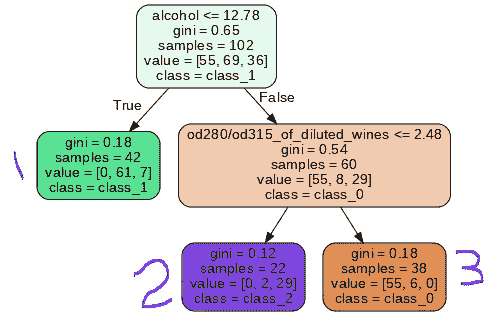 alcohol <= 12.78
gini = 0.65
samples = 102
value = [55, 69, 36]
class = class_1
True
False
1
gini = 0.18
samples = 42
value = [0, 61, 7]
class = class_1
od280/od315_of_diluted_wines <= 2.48
gini = 0.54
samples = 60
value = [55, 8, 29]
class = class_0
2
gini = 0.12
samples = 22
value = [0, 2, 29]
class = class_2
gini = 0.18
samples = 38
value = [55, 6, 0]
class = class_0
3